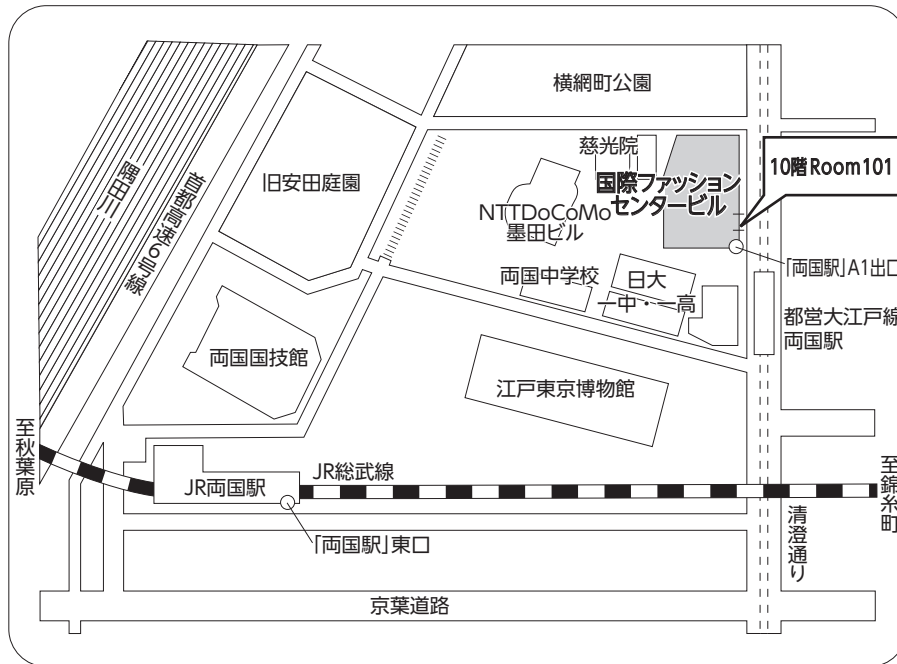 横網町公園
慈光院
国際ファッション
センタービル
10階Room101
隅田川
首都高速6号線
旧安田庭園
NTTDoCoMo
墨田ビル
「両国駅」A1出口
両国中学校
日大
一中・一高
都営大江戸線
両国駅
両国国技館
江戸東京博物館
至秋葉原
JR両国駅
JR総武線
至錦糸町
「両国駅」東口
清澄通り
京葉道路